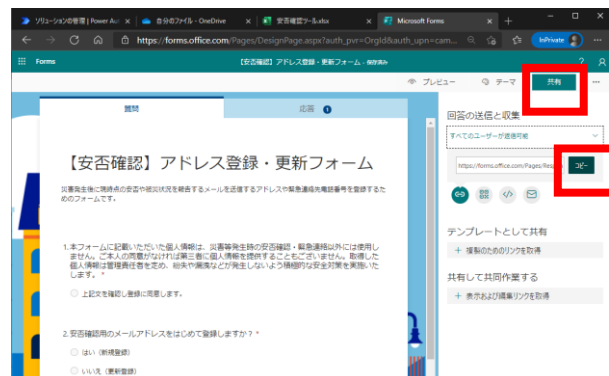 ソリューションの管理 | Power Aut
自分のファイル - OneDrive
安否確認ツール.xlsx
Microsoft Forms
https://forms.office.com/Pages/DesignPage.aspx?auth_pvr=OrgId&auth_upn=cam...
InPrivate
Forms
【安否確認】アドレス登録・更新フォーム - 保存済み
?
プレビュー
テーマ
共有
質問
応答 1
回答の送信と収集
すべてのユーザーが送信可能
https://forms.office.com/Pages/Resp
コピー
テンプレートとして共有
+ 複製のためのリンクを取得
共有して共同作業する
+ 表示および編集リンクを取得
【安否確認】アドレス登録・更新フォーム
災害発生後に現時点の安否や被災状況を報告するメールを送信するアドレスや緊急連絡先電話番号を登録するた
めのフォームです。
1. 本フォームに記載いただいた個人情報は、災害等発生時の安否確認・緊急連絡以外には使用し
ません。ご本人の同意がなければ第三者に個人情報を提供することもございません。取得した
個人情報は管理責任者を定め、紛失や漏洩などが発生しないよう積極的な安全対策を実施いた
します。 *
上記文を確認し登録に同意します。
2. 安否確認用のメールアドレスをはじめて登録しますか? *
はい（新規登録）
いいえ（更新登録）